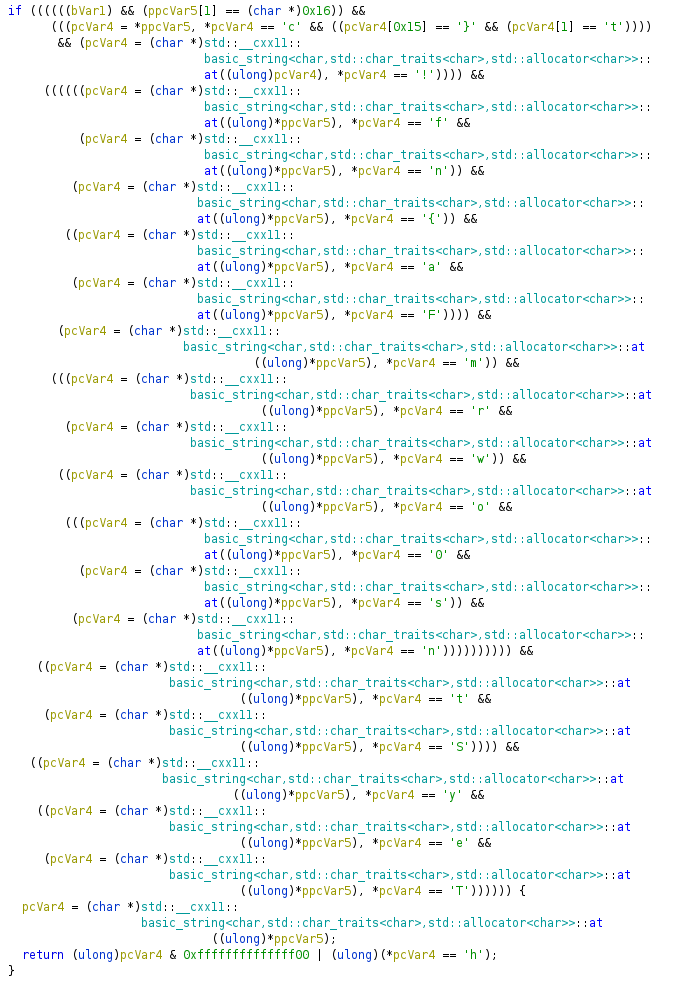 if ((((((bVar1) && (ppcVar5[1] == (char *)0x16)) &&
(((pcVar4 = *ppcVar5, *pcVar4 == 'c' && ((pcVar4[0x15] == '}' && (pcVar4[1] == 't'))))
&& (pcVar4 = (char *)std::__cxx11::
basic_string<char,std::char_traits<char>,std::allocator<char>>::
at((ulong)pcVar4), *pcVar4 == '!')))) &&
((((((pcVar4 = (char *)std::__cxx11::
basic_string<char,std::char_traits<char>,std::allocator<char>>::
at((ulong)*ppcVar5), *pcVar4 == 'f' &&
(pcVar4 = (char *)std::__cxx11::
basic_string<char,std::char_traits<char>,std::allocator<char>>::
at((ulong)*ppcVar5), *pcVar4 == 'n')) &&
(pcVar4 = (char *)std::__cxx11::
basic_string<char,std::char_traits<char>,std::allocator<char>>::
at((ulong)*ppcVar5), *pcVar4 == '{')) &&
((pcVar4 = (char *)std::__cxx11::
basic_string<char,std::char_traits<char>,std::allocator<char>>::
at((ulong)*ppcVar5), *pcVar4 == 'a' &&
(pcVar4 = (char *)std::__cxx11::
basic_string<char,std::char_traits<char>,std::allocator<char>>::
at((ulong)*ppcVar5), *pcVar4 == 'F')))) &&
(pcVar4 = (char *)std::__cxx11::
basic_string<char,std::char_traits<char>,std::allocator<char>>::at
((ulong)*ppcVar5), *pcVar4 == 'm')) &&
(((pcVar4 = (char *)std::__cxx11::
basic_string<char,std::char_traits<char>,std::allocator<char>>::at
((ulong)*ppcVar5), *pcVar4 == 'r' &&
(pcVar4 = (char *)std::__cxx11::
basic_string<char,std::char_traits<char>,std::allocator<char>>::at
((ulong)*ppcVar5), *pcVar4 == 'w')) &&
((pcVar4 = (char *)std::__cxx11::
basic_string<char,std::char_traits<char>,std::allocator<char>>::at
((ulong)*ppcVar5), *pcVar4 == 'o' &&
(((pcVar4 = (char *)std::__cxx11::
basic_string<char,std::char_traits<char>,std::allocator<char>>::
at((ulong)*ppcVar5), *pcVar4 == '0' &&
(pcVar4 = (char *)std::__cxx11::
basic_string<char,std::char_traits<char>,std::allocator<char>>::
at((ulong)*ppcVar5), *pcVar4 == 's')) &&
(pcVar4 = (char *)std::__cxx11::
basic_string<char,std::char_traits<char>,std::allocator<char>>::
at((ulong)*ppcVar5), *pcVar4 == 'n')))))))))) &&
((pcVar4 = (char *)std::__cxx11::
basic_string<char,std::char_traits<char>,std::allocator<char>>::at
((ulong)*ppcVar5), *pcVar4 == 't' &&
(pcVar4 = (char *)std::__cxx11::
basic_string<char,std::char_traits<char>,std::allocator<char>>::at
((ulong)*ppcVar5), *pcVar4 == 'S')))) &&
((pcVar4 = (char *)std::__cxx11::
basic_string<char,std::char_traits<char>,std::allocator<char>>::at
((ulong)*ppcVar5), *pcVar4 == 'y' &&
((pcVar4 = (char *)std::__cxx11::
basic_string<char,std::char_traits<char>,std::allocator<char>>::at
((ulong)*ppcVar5), *pcVar4 == 'e' &&
(pcVar4 = (char *)std::__cxx11::
basic_string<char,std::char_traits<char>,std::allocator<char>>::at
((ulong)*ppcVar5), *pcVar4 == 'T')))))) {
pcVar4 = (char *)std::__cxx11::
basic_string<char,std::char_traits<char>,std::allocator<char>>::at
((ulong)*ppcVar5);
return (ulong)pcVar4 & 0xffffffffffffff00 | (ulong)(*pcVar4 == 'h');
}